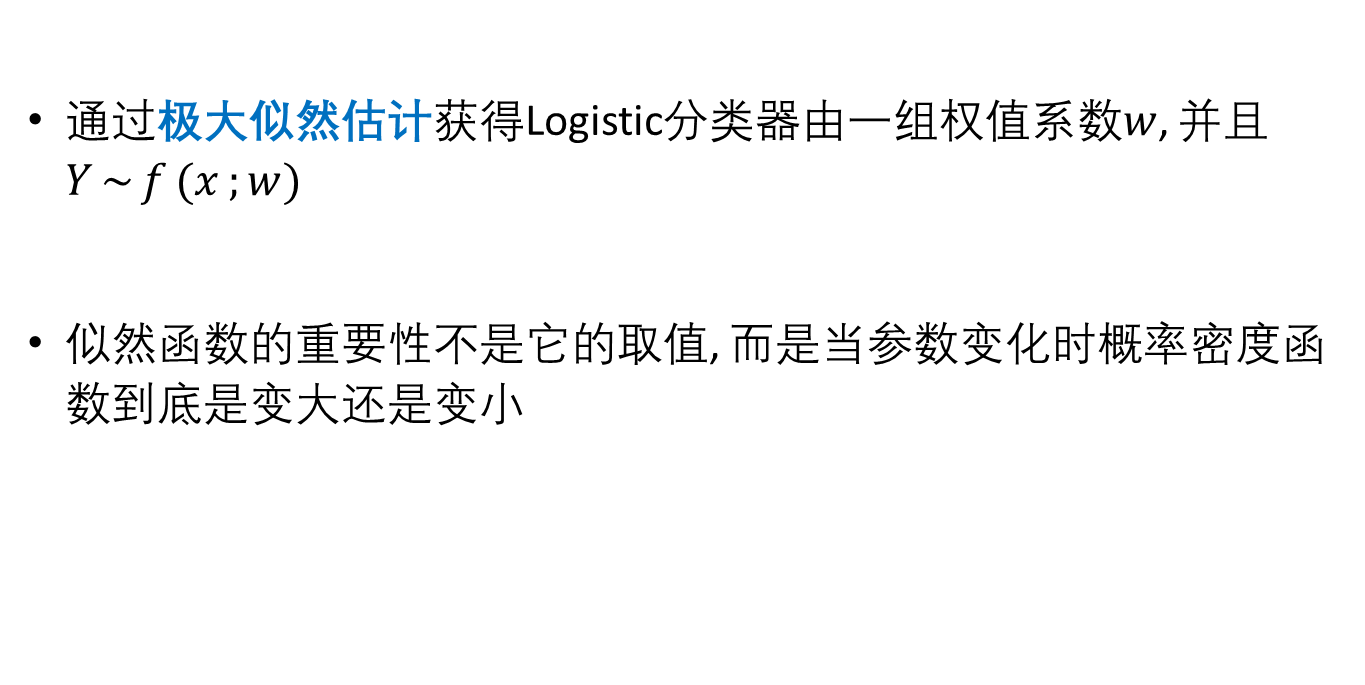 • 通过极大似然估计获得Logistic分类器由一组权值系数w, 并且
Y ~ f (x ; w)
• 似然函数的重要性不是它的取值, 而是当参数变化时概率密度函
数到底是变大还是变小